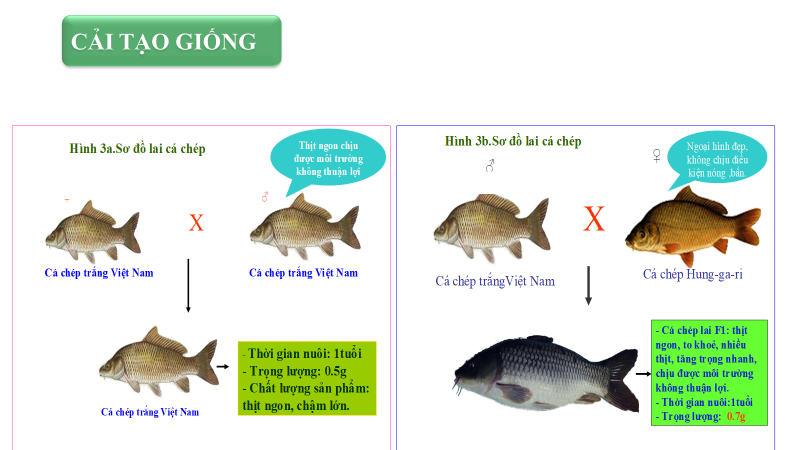 CẢI TẠO GIỐNG
Hình 3a.Sơ đồ lai cá chép
Thịt ngon chịu
được môi trường
không thuận lợi
♂
X
Cá chép trắng Việt Nam
Cá chép trắng Việt Nam
Cá chép trắng Việt Nam
- Thời gian nuôi: 1tuổi
- Trọng lượng: 0.5g
- Chất lượng sản phẩm:
thịt ngon, chậm lớn.
Hình 3b.Sơ đồ lai cá chép
♂
♀
Ngoại hình đẹp,
không chịu điều
kiện nóng ,bẩn.
X
Cá chép trắngViệt Nam
Cá chép Hung-ga-ri
- Cá chép lai F1: thịt
ngon, to khoẻ, nhiều
thịt, tăng trọng nhanh,
chịu được môi trường
không thuận lợi.
- Thời gian nuôi:1tuổi
- Trọng lượng: 0.7g